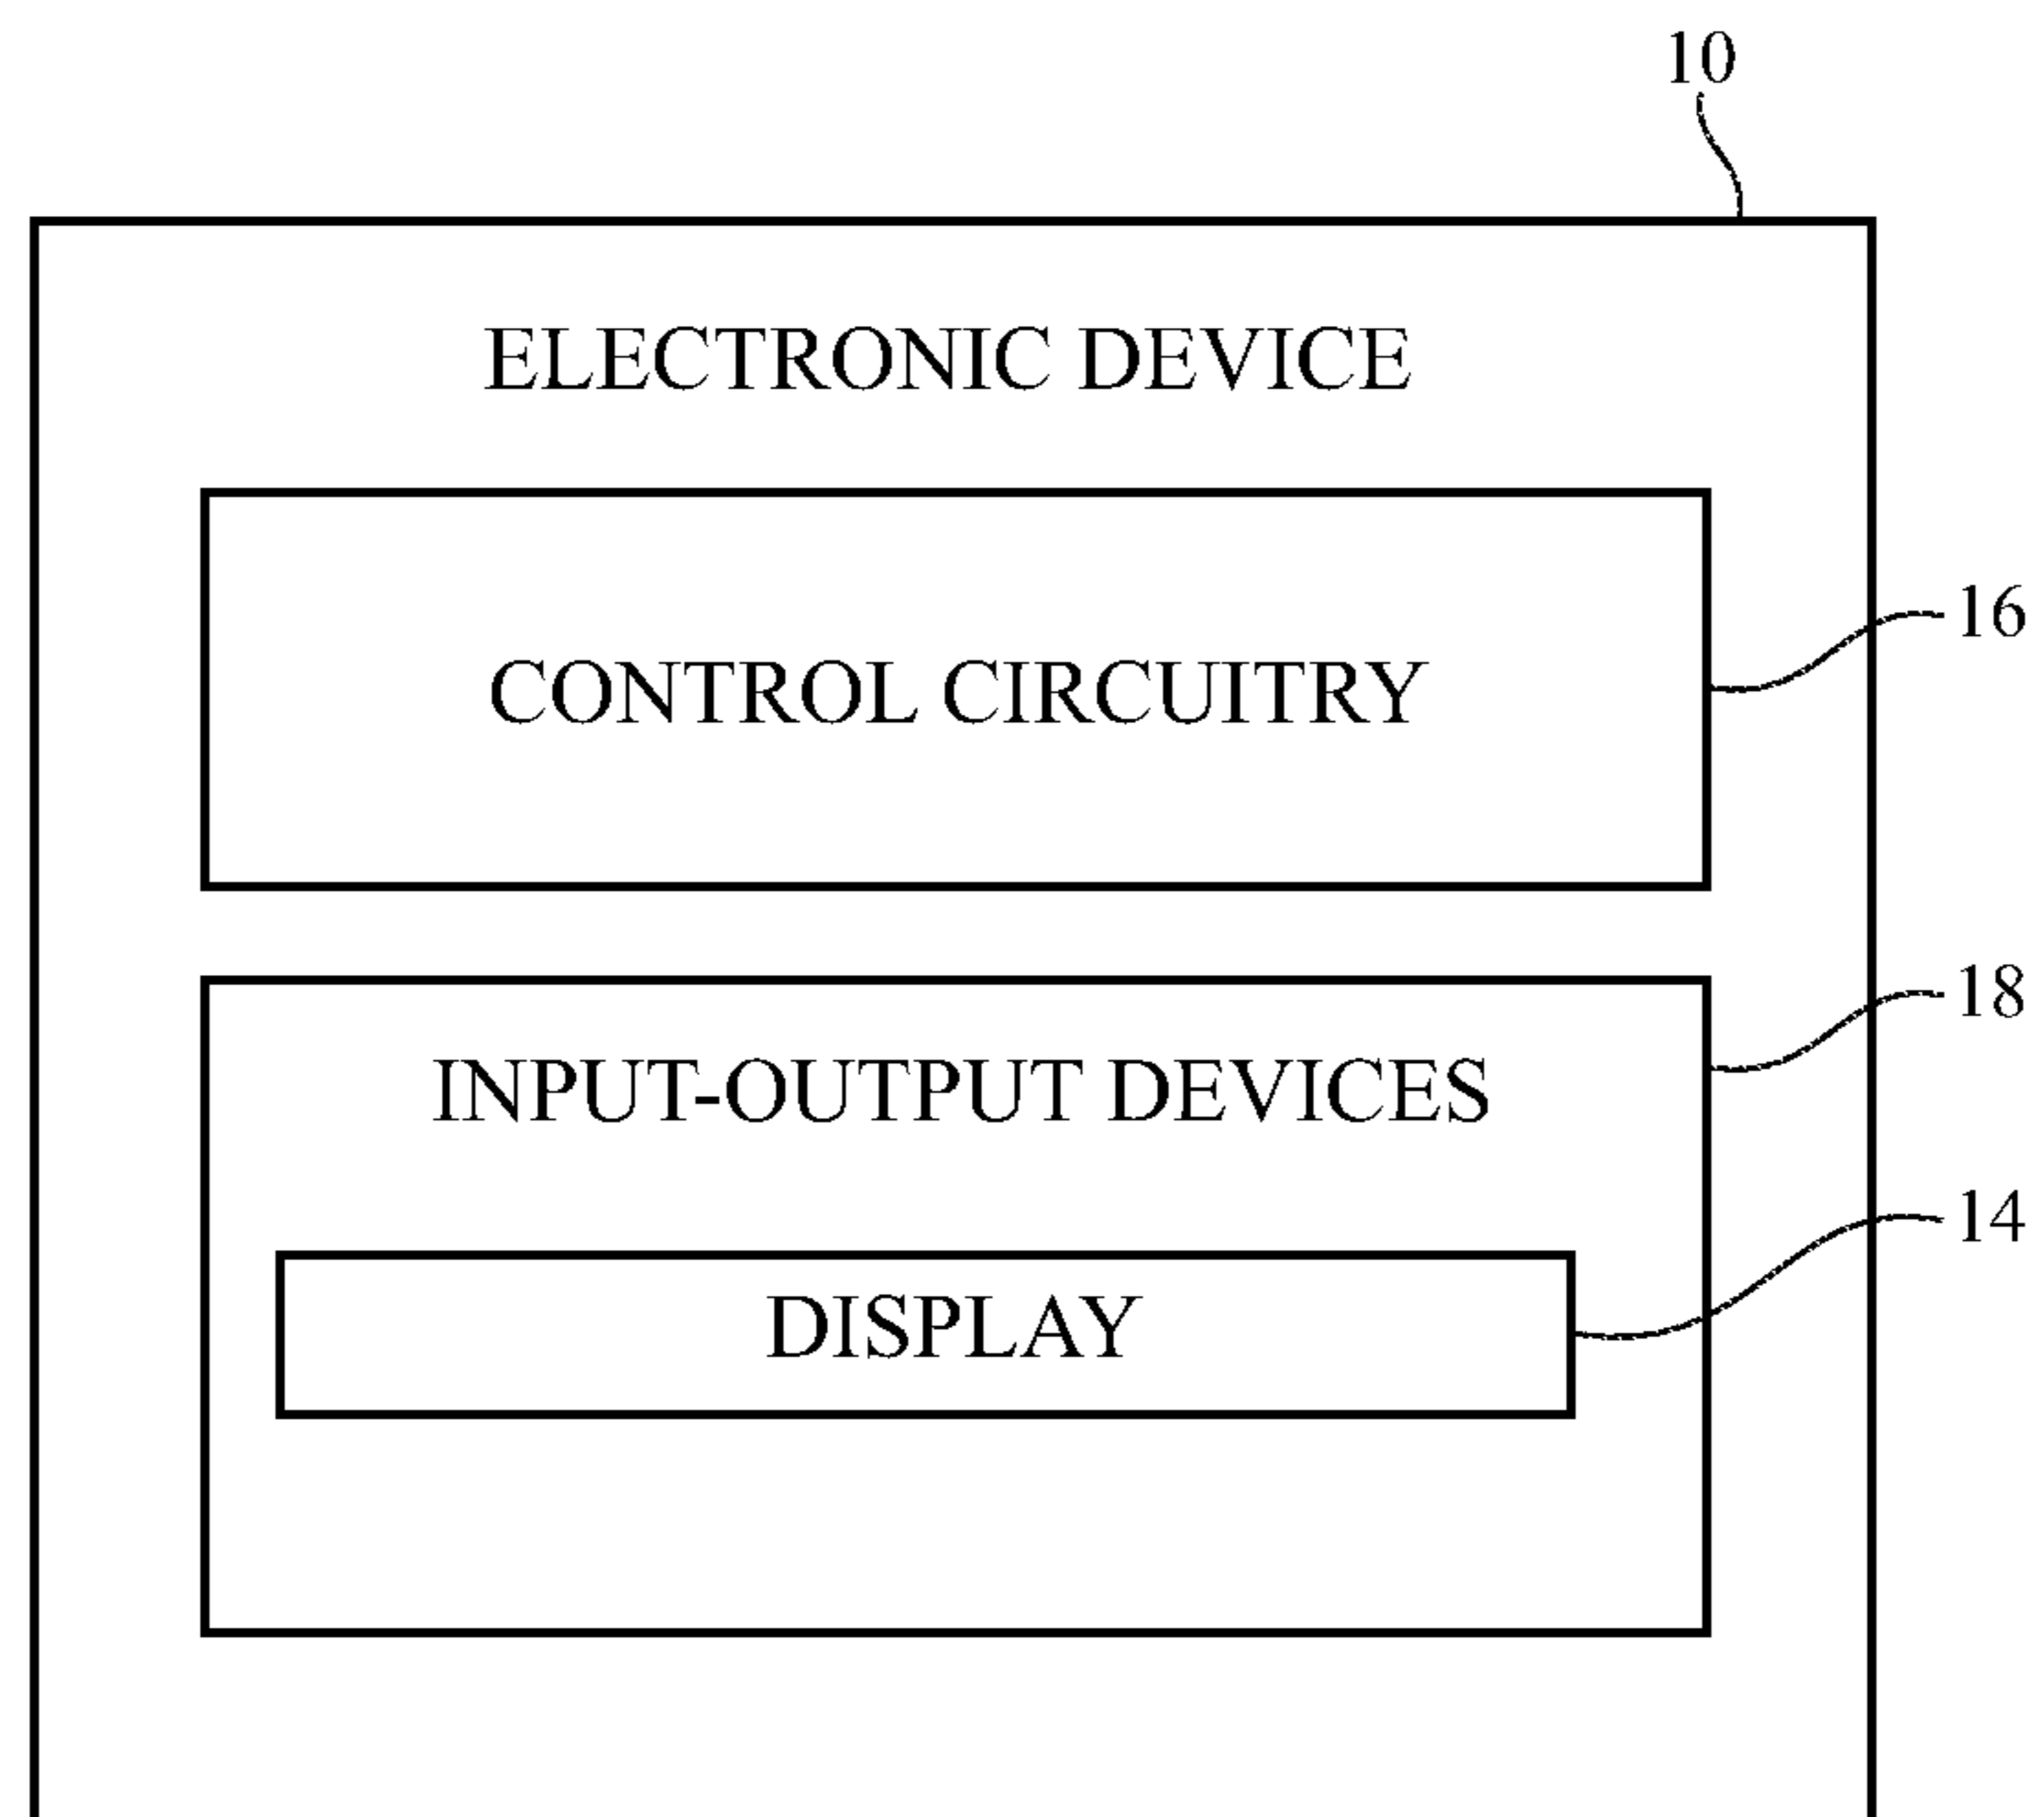 10
ELECTRONIC DEVICE
CONTROL CIRCUITRY
16
18
INPUT-OUTPUT DEVICES
14
DISPLAY